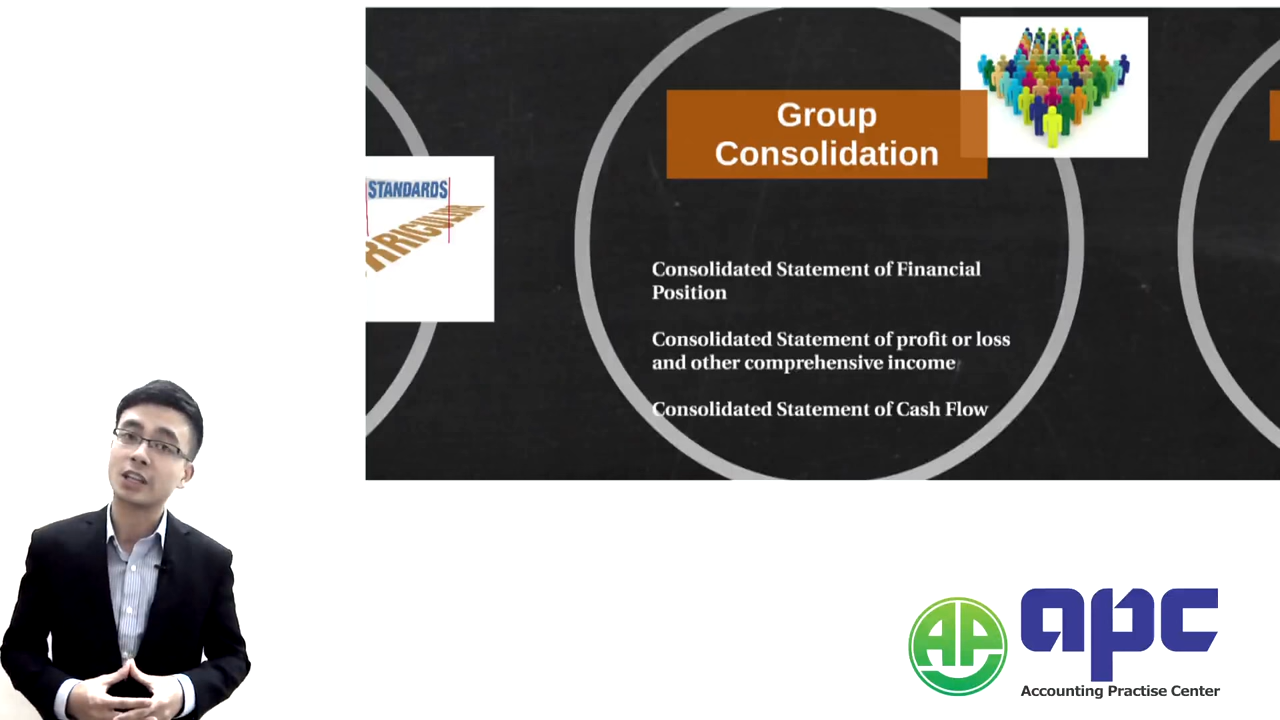 STANDARDS
Group
Consolidation
Consolidated Statement of Financial
Position
Consolidated Statement of profit or loss
and other comprehensive income
Consolidated Statement of Cash Flow
AP
apc
Accounting Practise Center